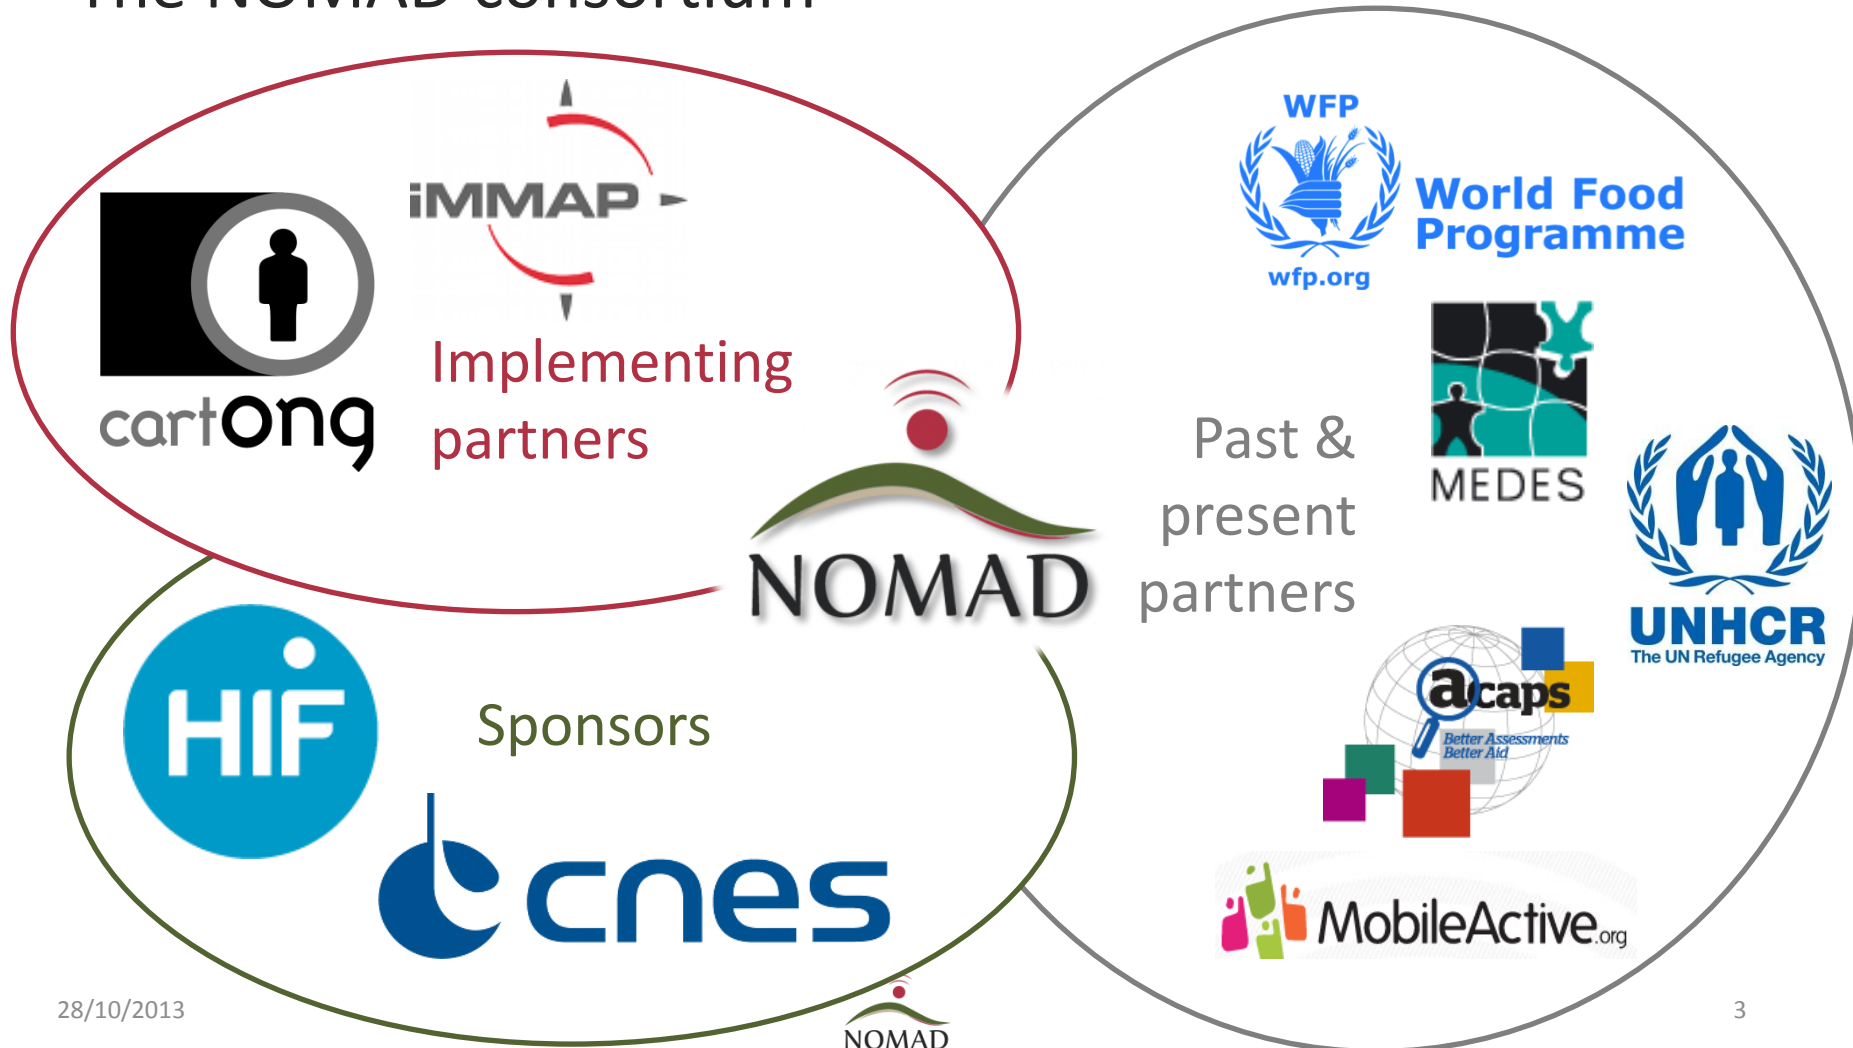 The NOMAD consortium
iMMAP
cartong
Implementing
partners
NOMAD
WFP
World Food
Programme
wfp.org
MEDES
Past &
present
partners
UNHCR
The UN Refugee Agency
acaps
Better Assessments
Better Aid
MobileActive.org
HIF
Sponsors
cnes
28/10/2013
NOMAD
3